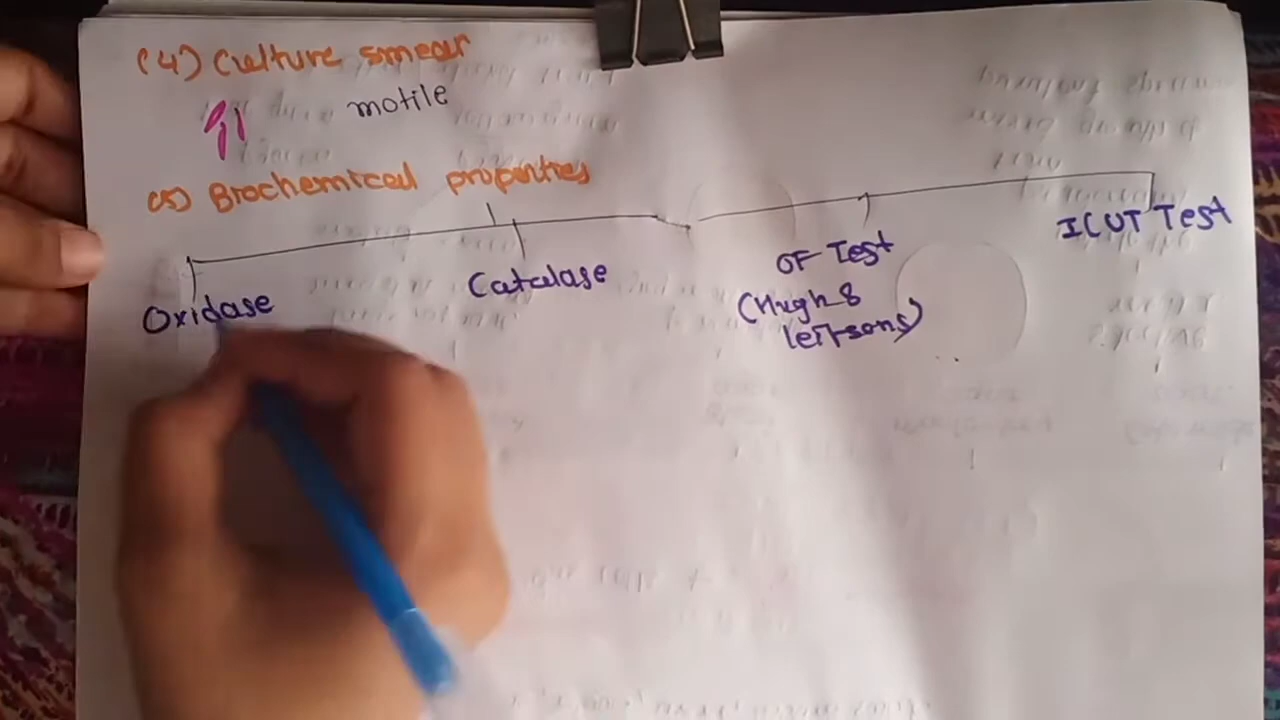 (4) Culture smear
motile
(5) Biochemical properties
Oxidase
Catalase
OF Test
(Hugh &
leifsons)
ICUT Test